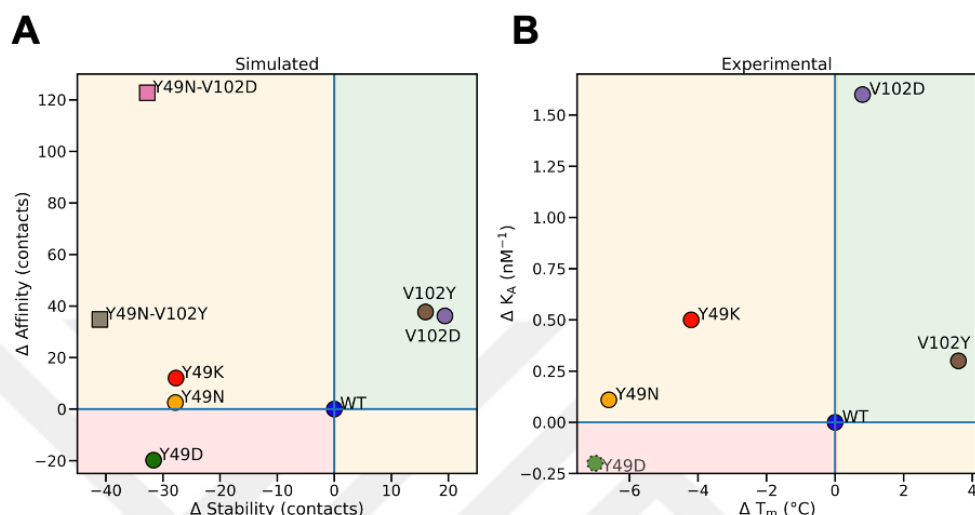 A
Simulated
Δ Affinity (contacts)
120
100
80
60
40
20
0
−20
Y49N-V102D
Y49N-V102Y
Y49K
Y49N
Y49D
V102Y
V102D
WT
−40 −30 −20 −10 0 10 20
Δ Stability (contacts)
B
Experimental
Δ K_A (nM⁻¹)
1.50
1.25
1.00
0.75
0.50
0.25
0.00
−0.25
V102D
Y49K
V102Y
Y49N
WT
Y49D
−6 −4 −2 0 2 4
Δ T_m (°C)